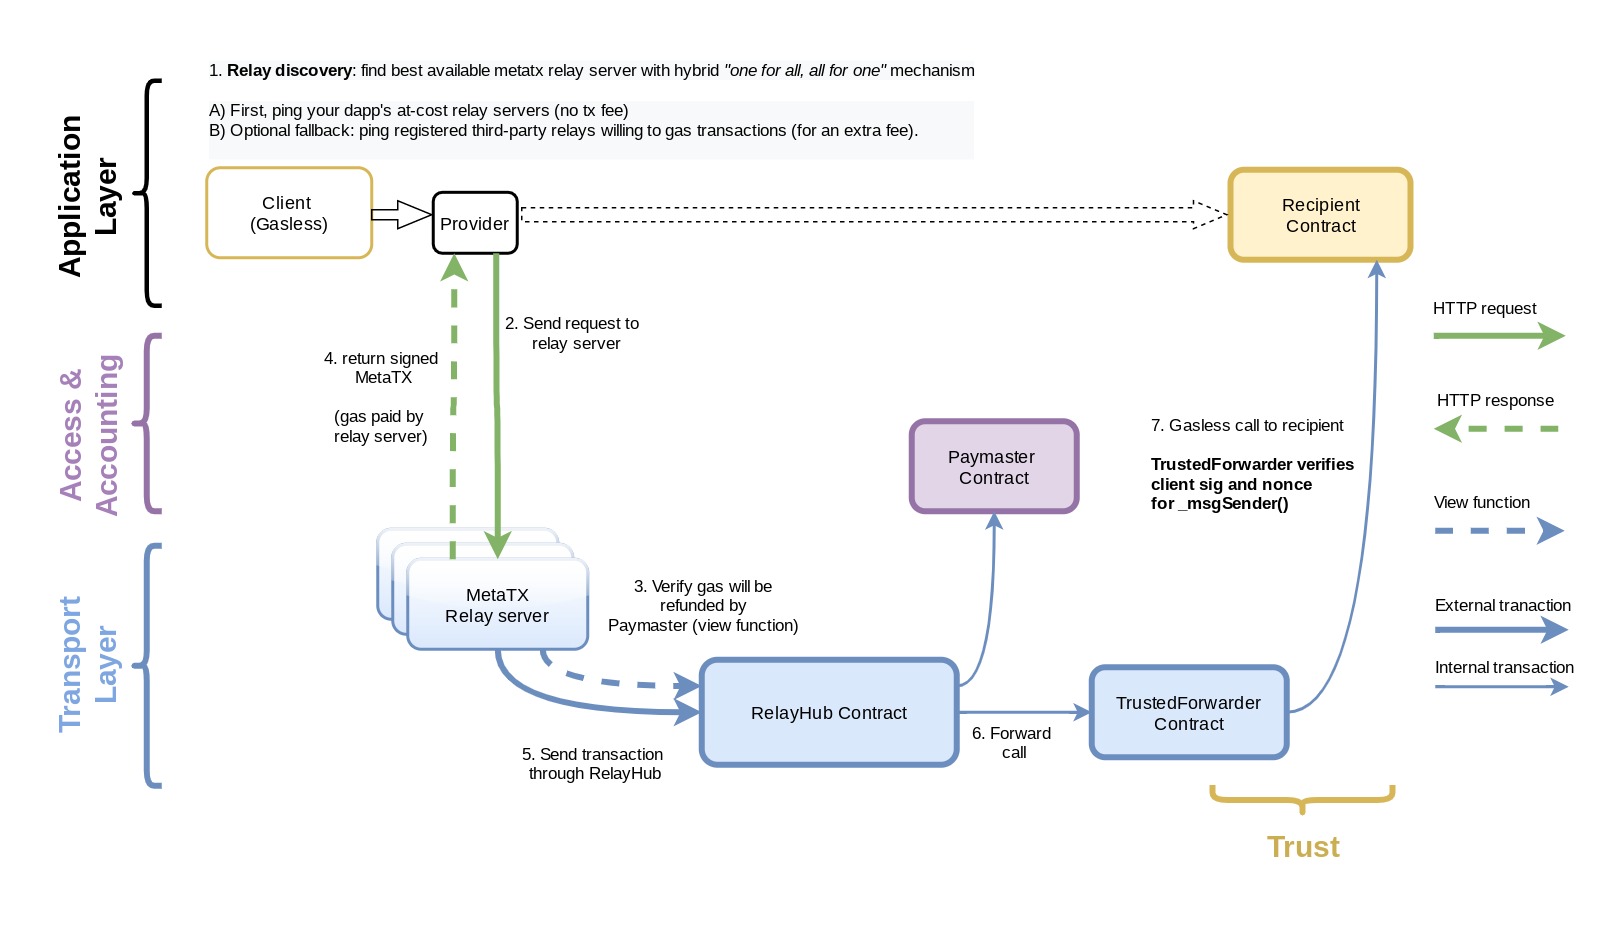 1. Relay discovery: find best available metatx relay server with hybrid "one for all, all for one" mechanism
A) First, ping your dapp's at-cost relay servers (no tx fee)
B) Optional fallback: ping registered third-party relays willing to gas transactions (for an extra fee).
Application
Layer
Client
(Gasless)
Provider
Recipient
Contract
2. Send request to
relay server
4. return signed
MetaTX
(gas paid by
relay server)
Access &
Accounting
Paymaster
Contract
7. Gasless call to recipient
TrustedForwarder verifies
client sig and nonce
for _msgSender()
HTTP request
HTTP response
View function
External tranaction
Internal transaction
Transport
Layer
MetaTX
Relay server
3. Verify gas will be
refunded by
Paymaster (view function)
RelayHub Contract
TrustedForwarder
Contract
5. Send transaction
through RelayHub
6. Forward
call
Trust